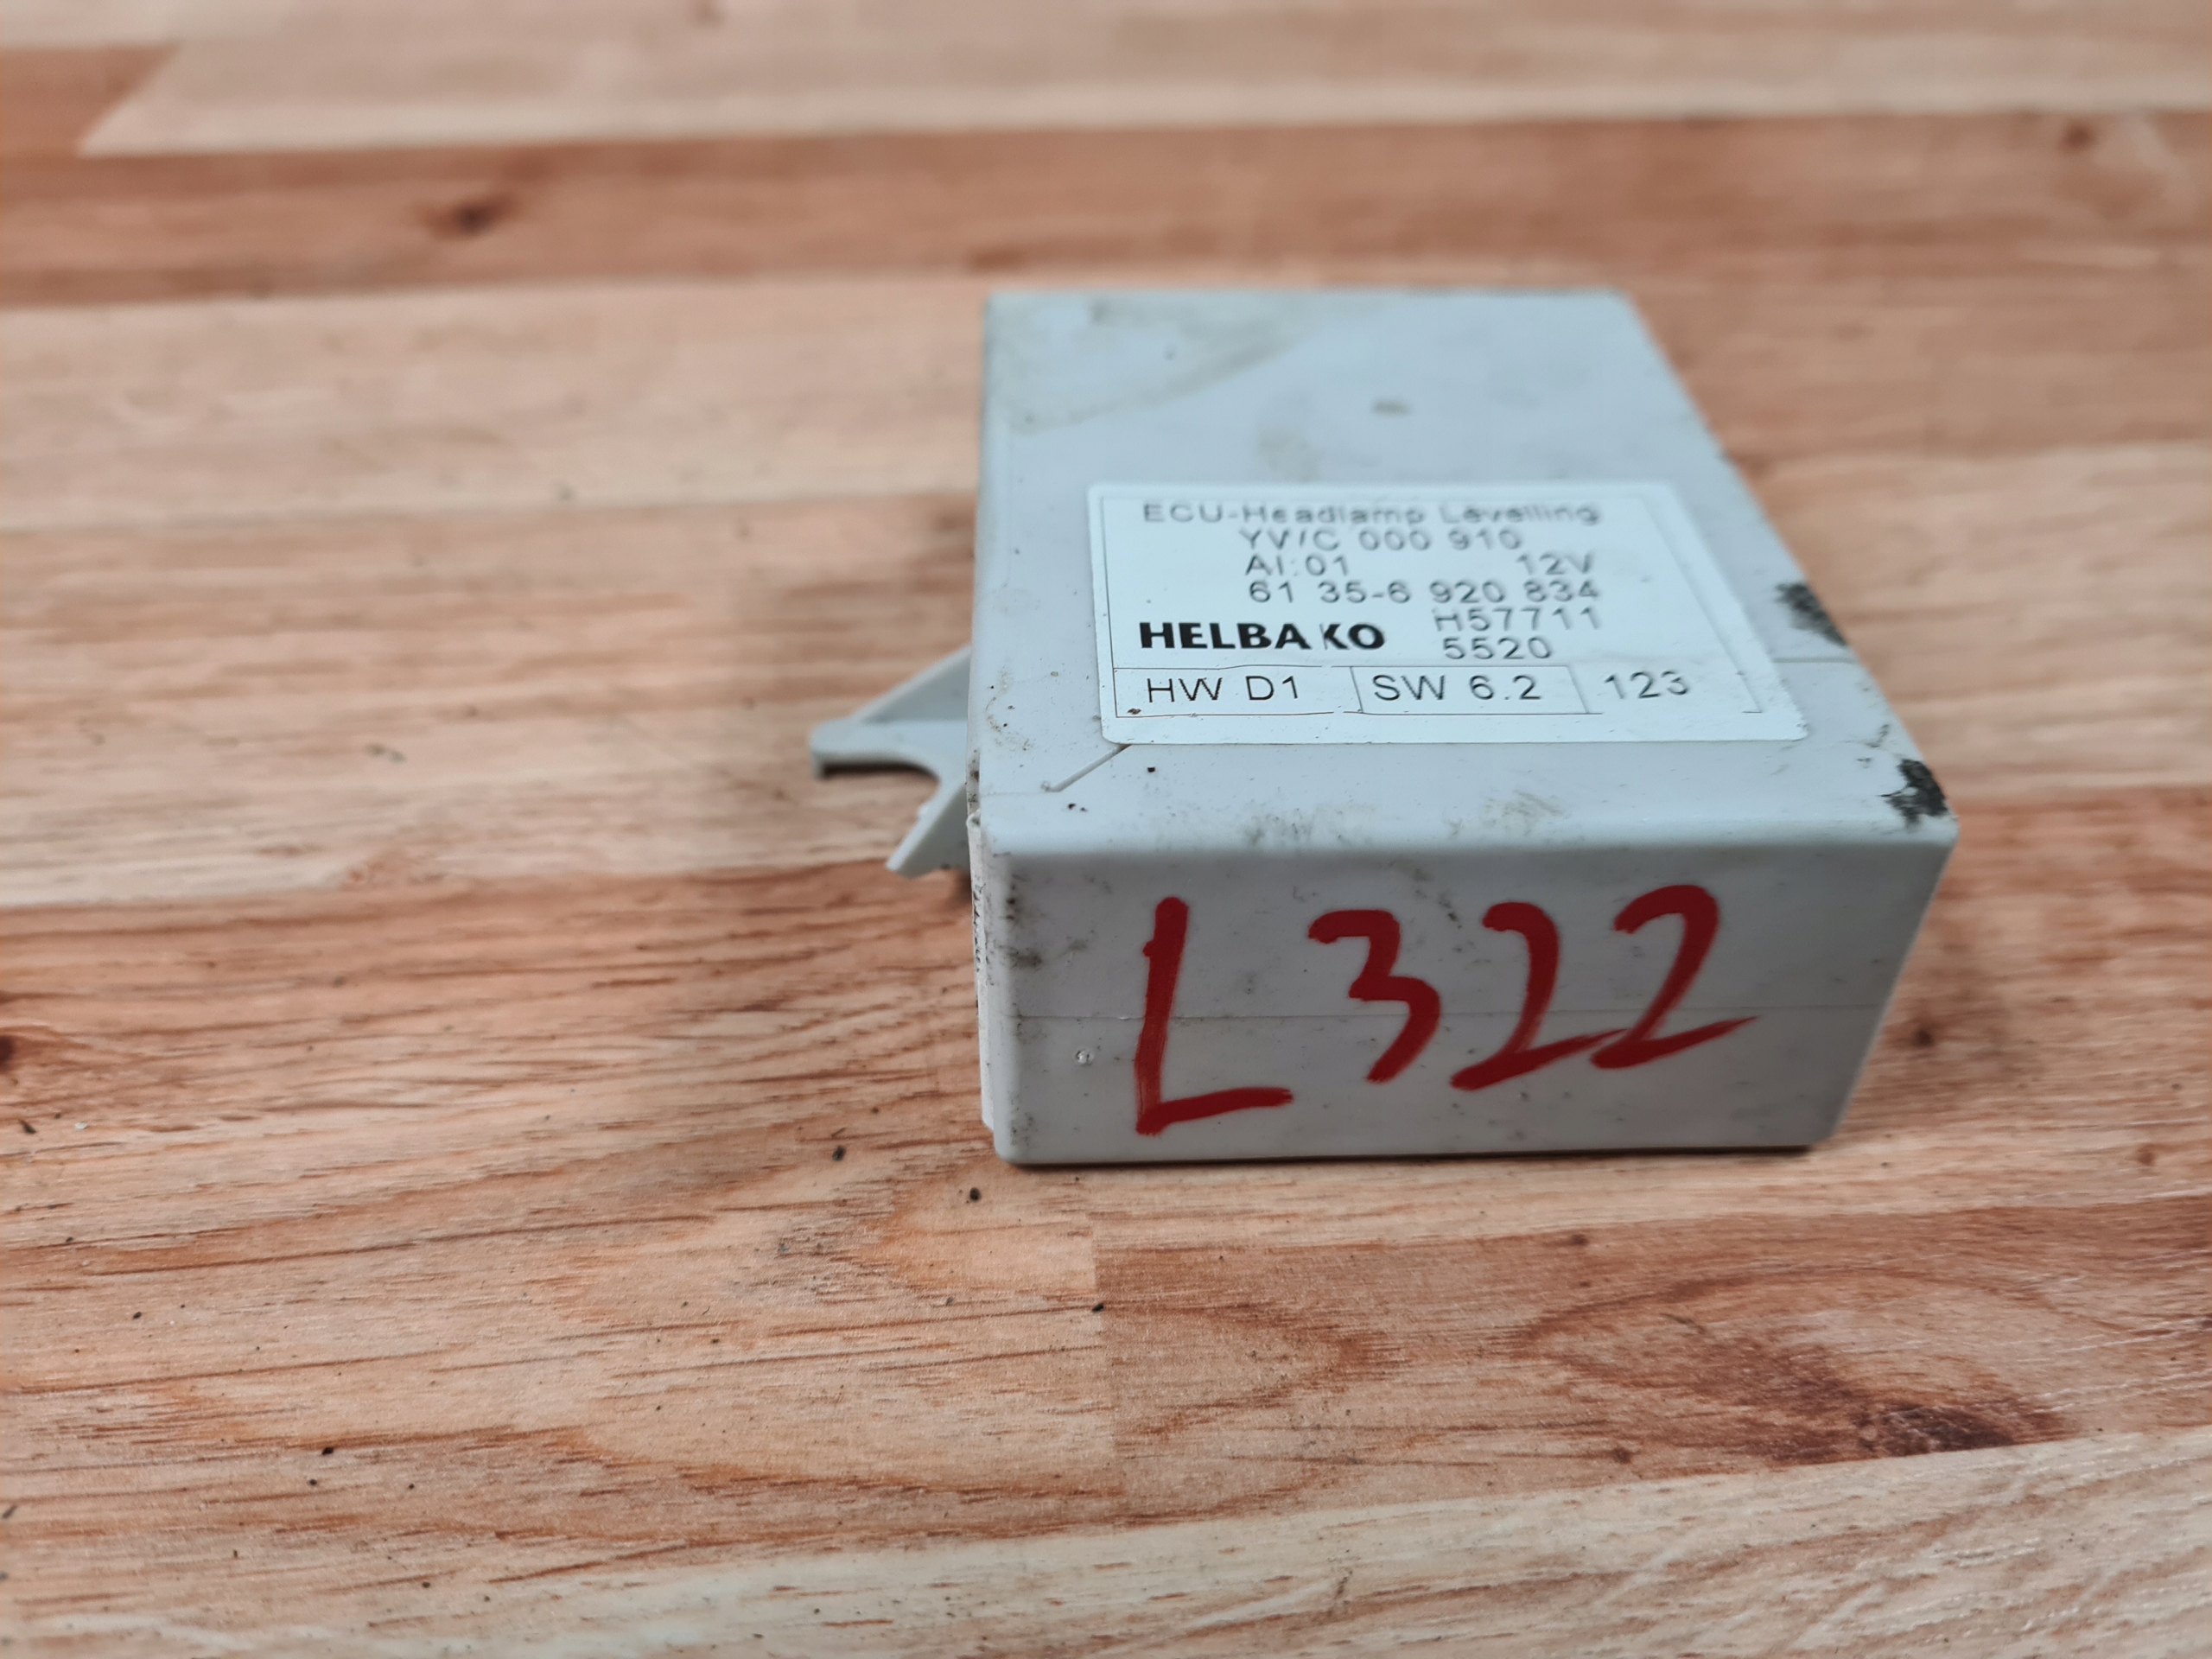 ECU-Headlamp Levelling
YV/C 000 910
AI:01 12V
61 35-6 920 834
HELBAKO H57711
5520
HW D1 SW 6.2 123
L322